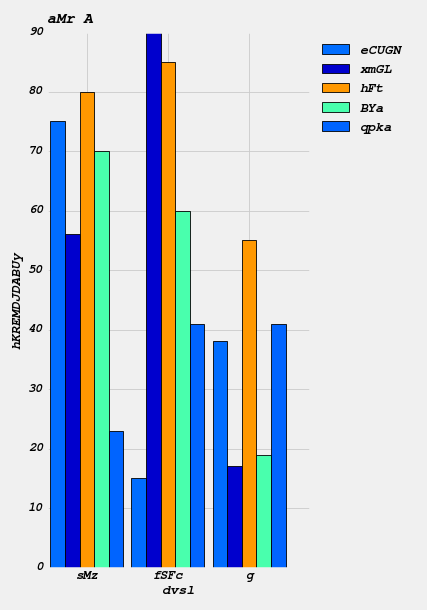 aMr A
90
80
70
60
50
40
30
20
10
0
hKREMDJDABUy
sMz fSFc g
dvsl
eCUGN
xmGL
hFt
BYa
qpka